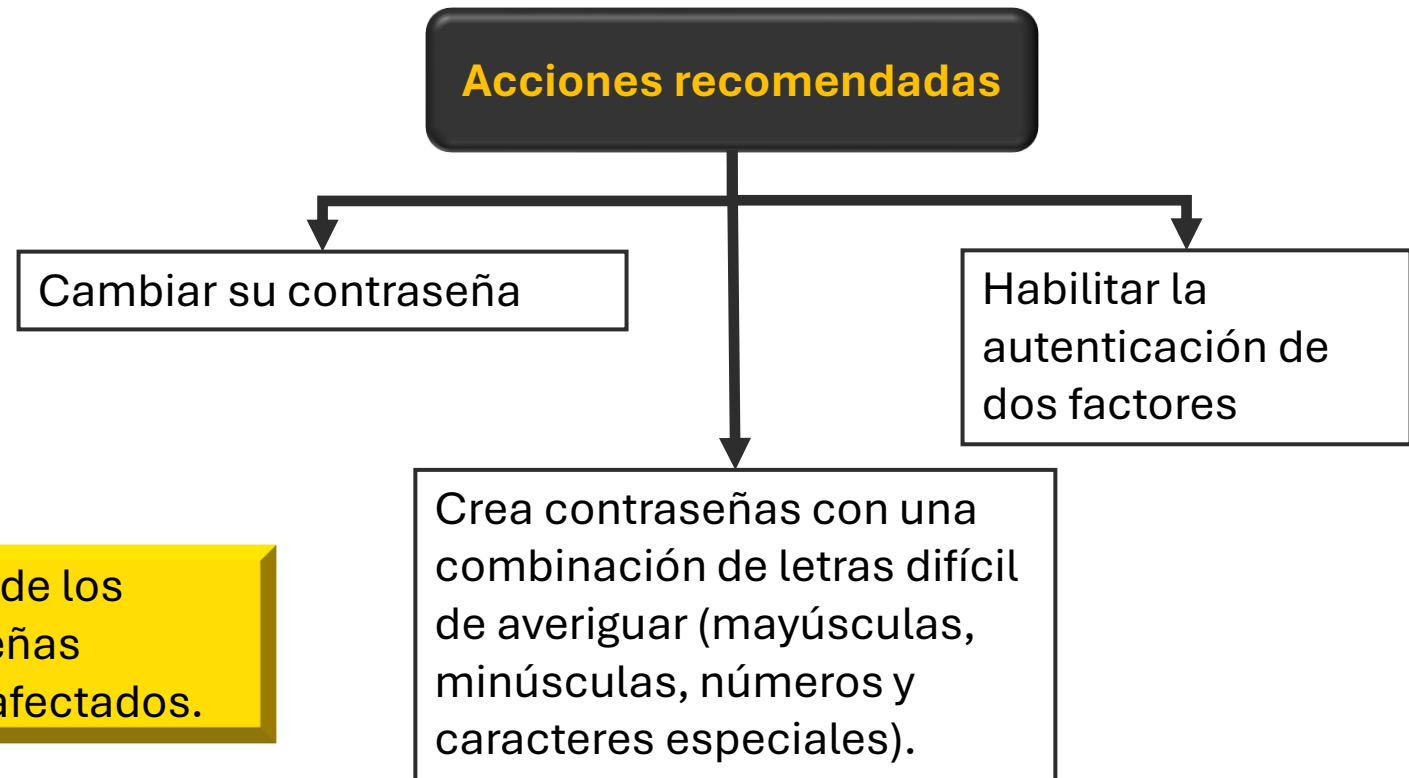 Acciones recomendadas
Cambiar su contraseña
Habilitar la
autenticación de
dos factores
Crea contraseñas con una
combinación de letras difícil
de averiguar (mayúsculas,
minúsculas, números y
caracteres especiales).
de los
eñas
afectados.